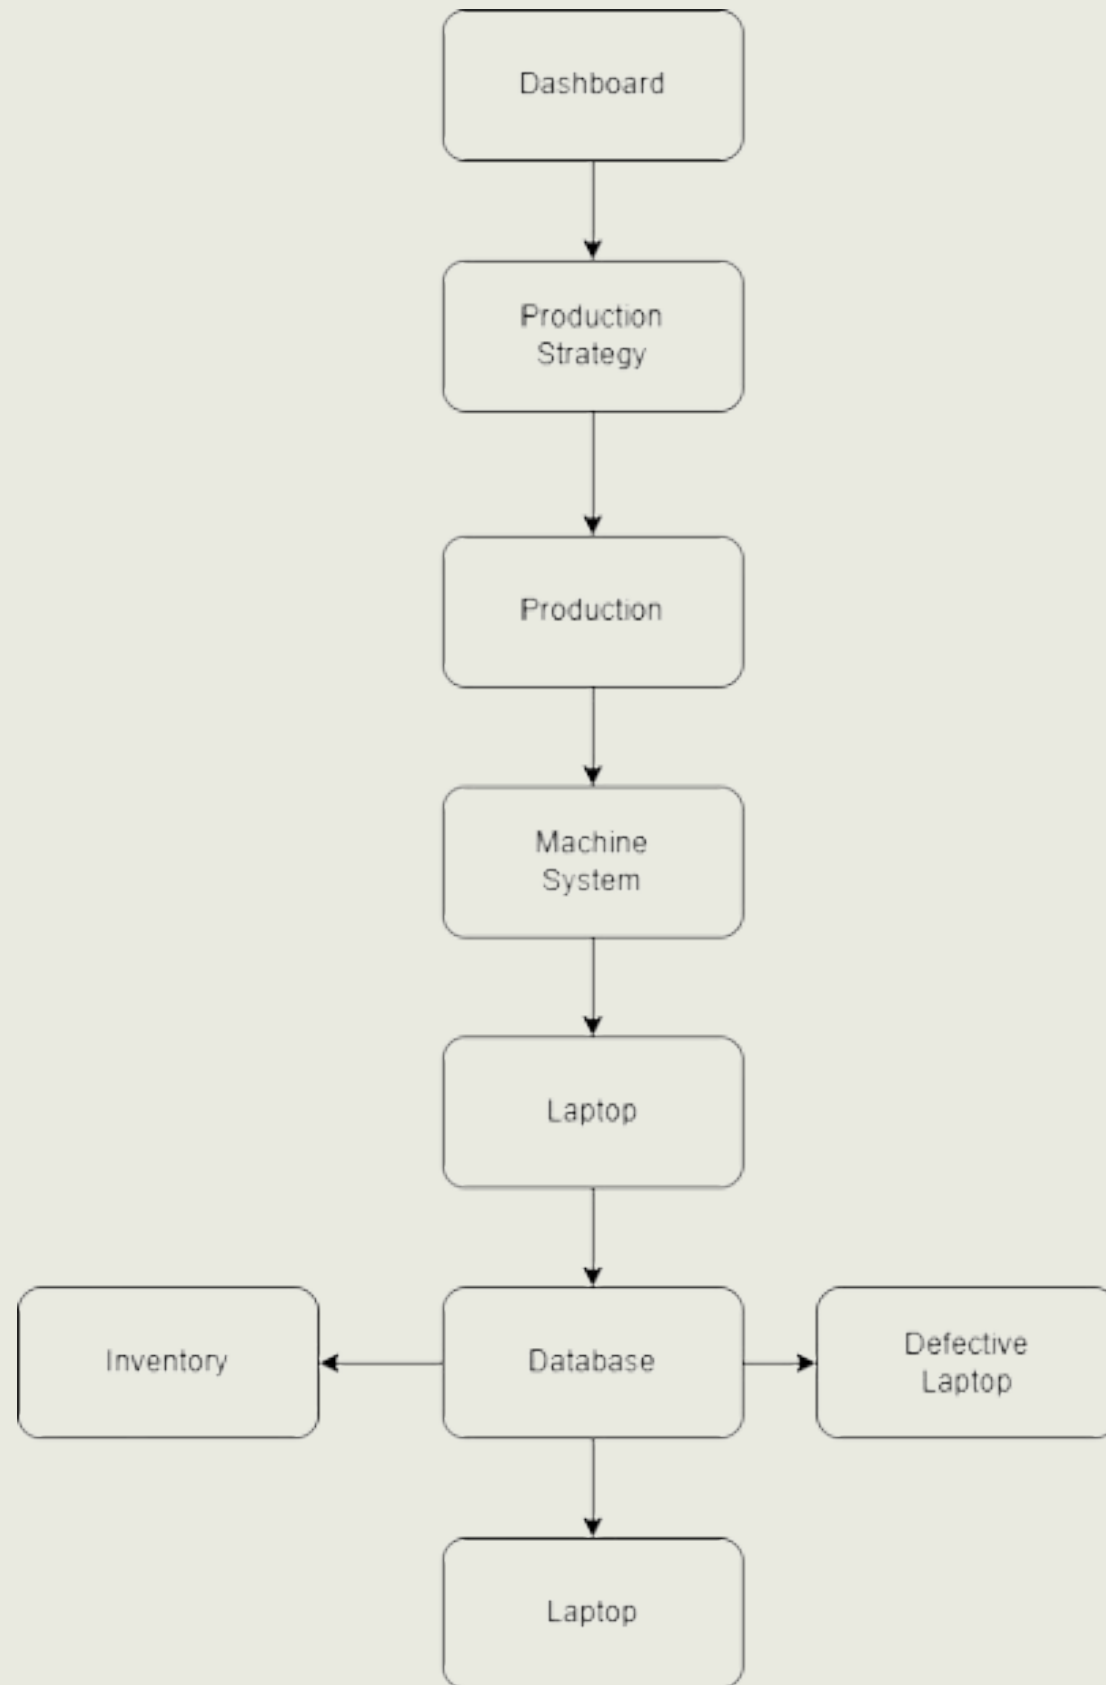 Dashboard
Production
Strategy
Production
Machine
System
Laptop
Inventory
Database
Defective
Laptop
Laptop